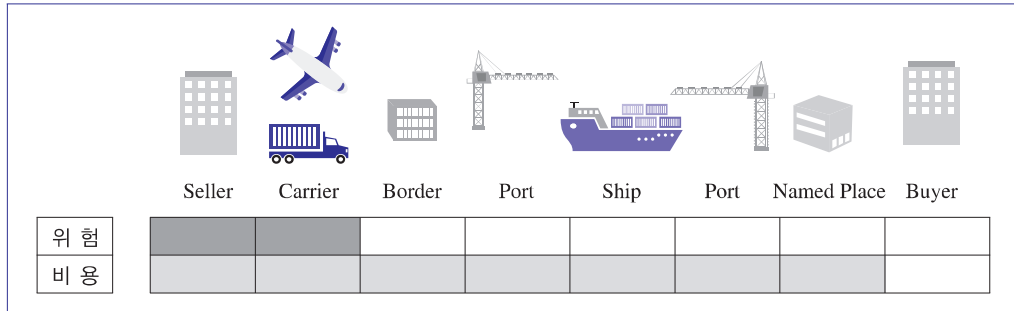 Seller Carrier Border Port Ship Port Named Place Buyer
위 험
비 용